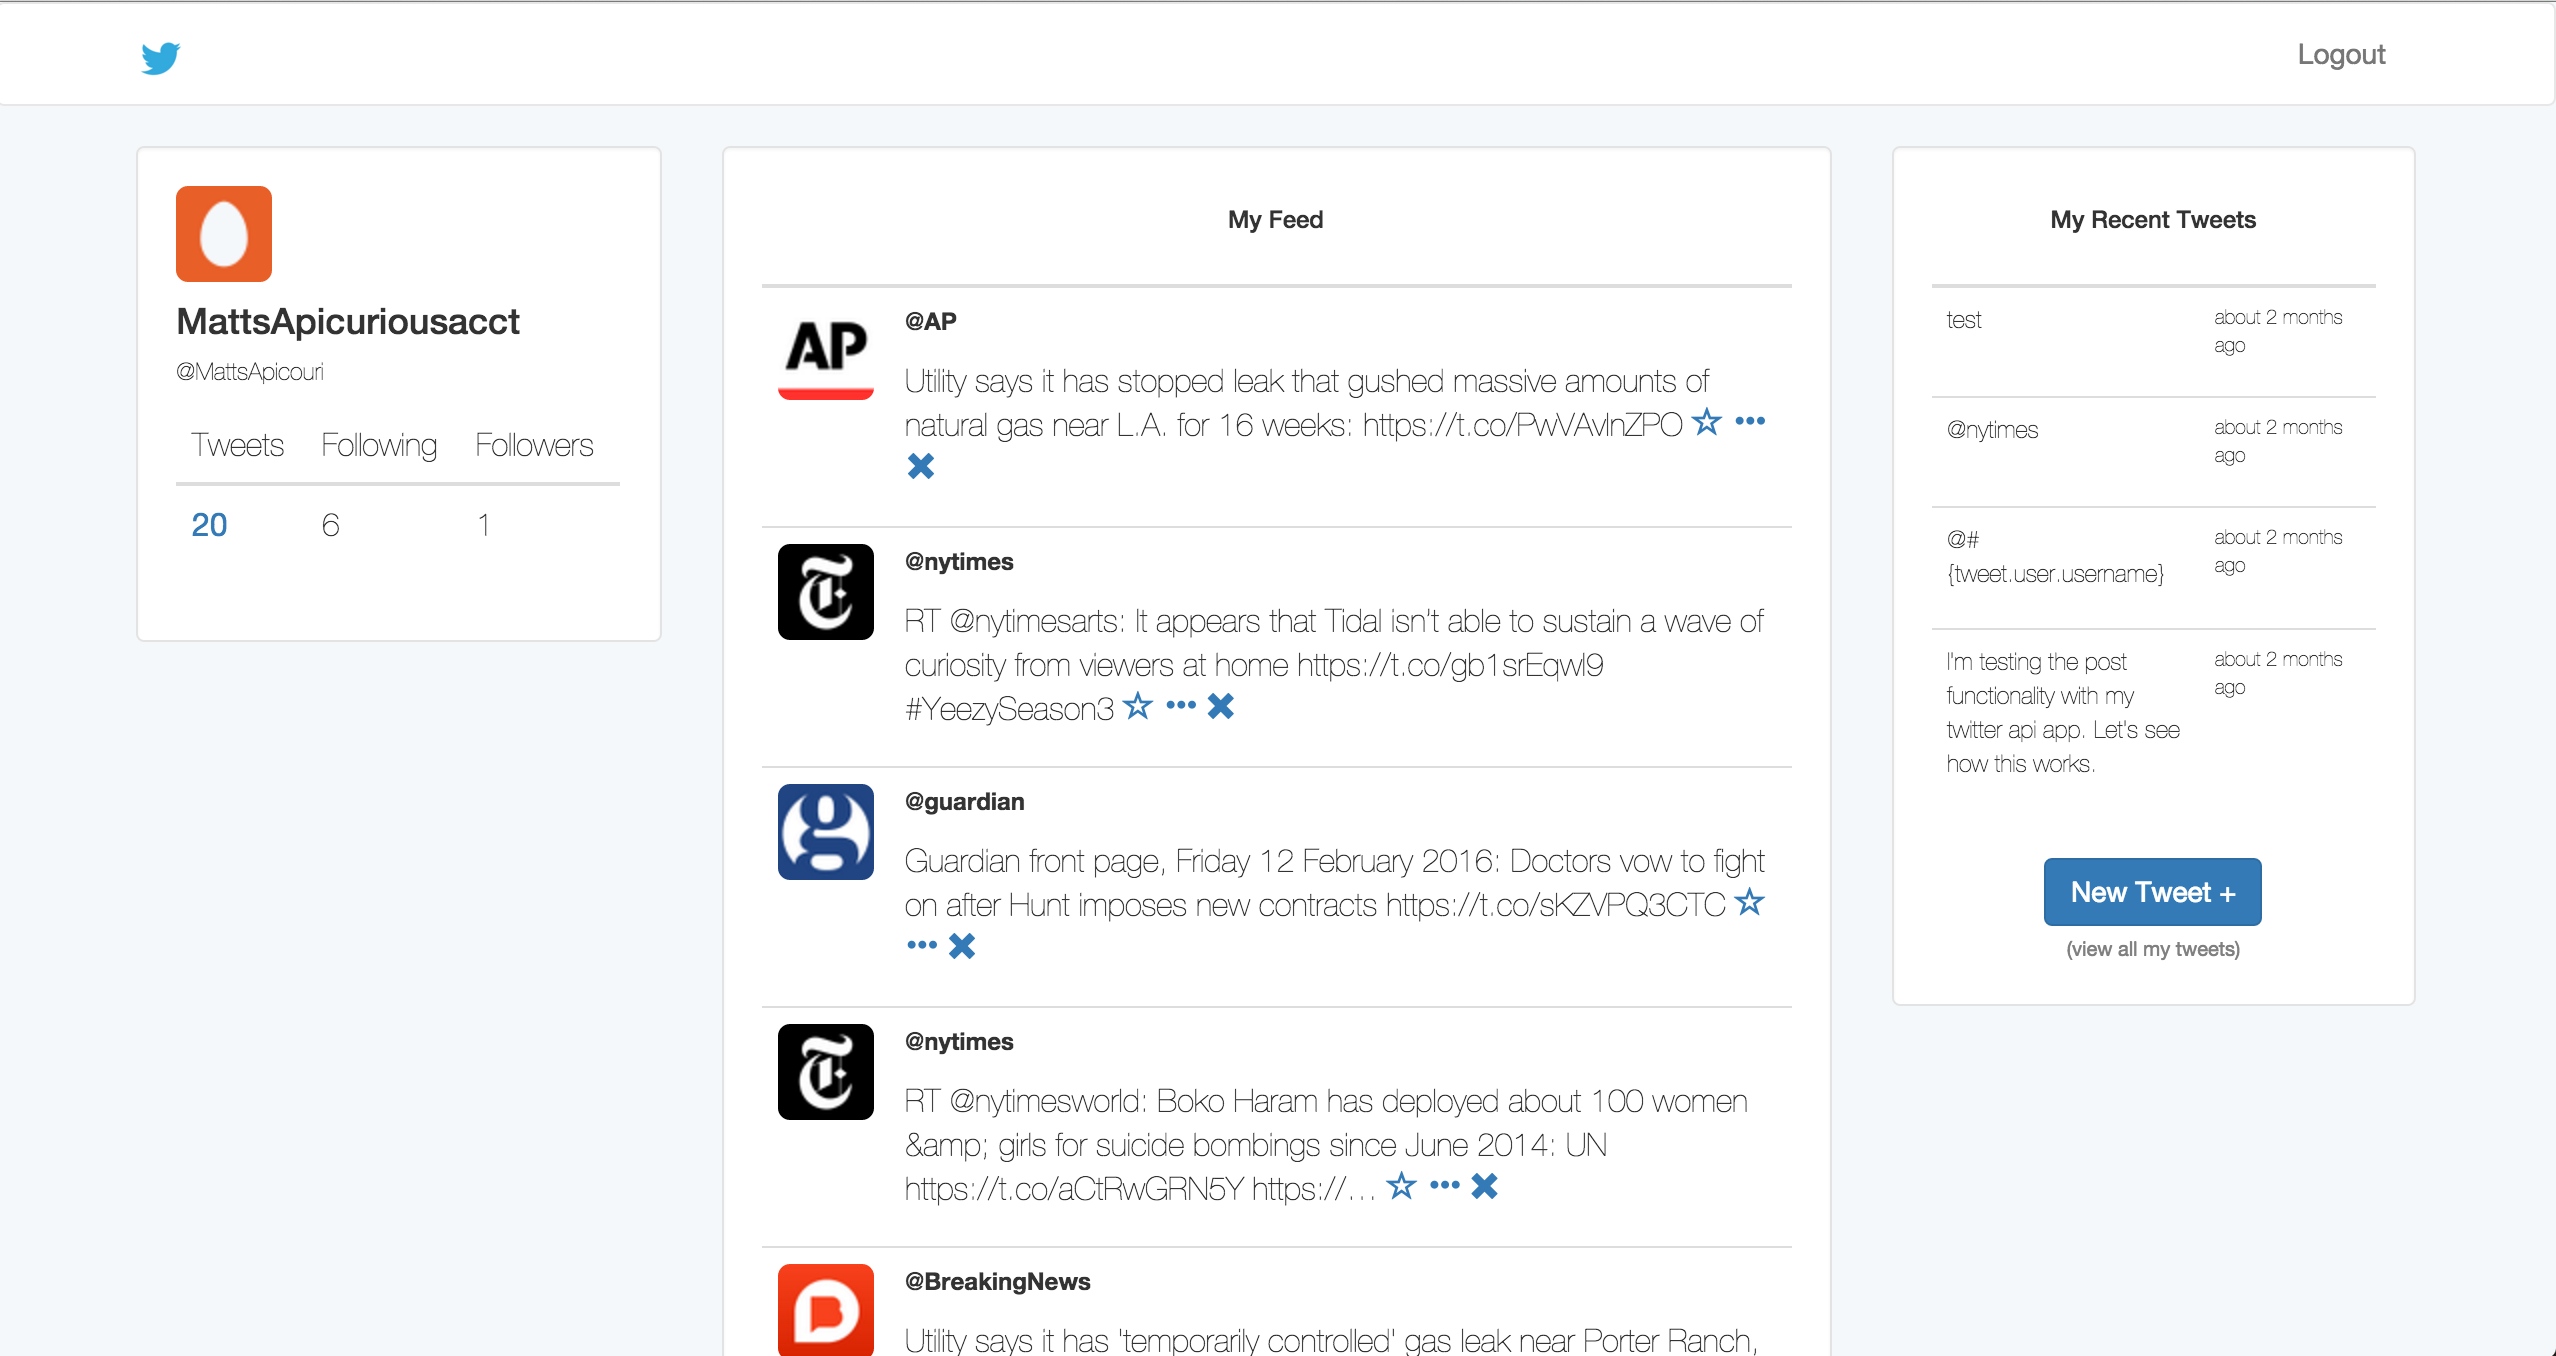 Logout
MattsApicuriousacct
@MattsApicouri
Tweets Following Followers
20 6 1
My Feed
AP
@AP
Utility says it has stopped leak that gushed massive amounts of
natural gas near L.A. for 16 weeks: https://t.co/PwVAvlnZPO
@nytimes
RT @nytimesarts: It appears that Tidal isn't able to sustain a wave of
curiosity from viewers at home https://t.co/gb1srEqwl9
#YeezySeason3
@guardian
Guardian front page, Friday 12 February 2016: Doctors vow to fight
on after Hunt imposes new contracts https://t.co/sKZVPQ3CTC
@nytimes
RT @nytimesworld: Boko Haram has deployed about 100 women
&amp; girls for suicide bombings since June 2014: UN
https://t.co/aCtRwGRN5Y https://…
@BreakingNews
Utility says it has 'temporarily controlled' gas leak near Porter Ranch,
My Recent Tweets
test
about 2 months
ago
@nytimes
about 2 months
ago
@#
{tweet.user.username}
about 2 months
ago
I'm testing the post
functionality with my
twitter api app. Let's see
how this works.
about 2 months
ago
New Tweet +
(view all my tweets)